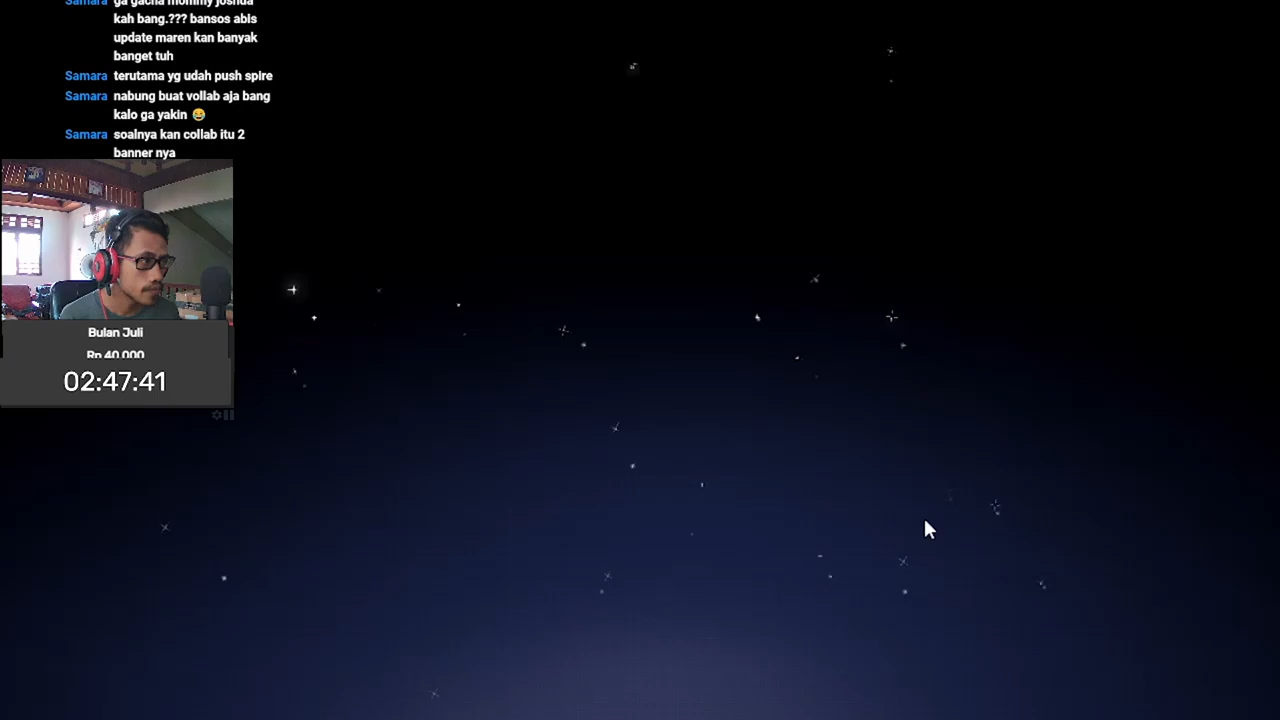 Samara ga gacha mommy joshua
kah bang.??? bansos abis
update maren kan banyak
banget tuh
Samara terutama yg udah push spire
Samara nabung buat vollab aja bang
kalo ga yakin 😅
Samara soalnya kan collab itu 2
banner nya
Bulan Juli
Rp 40.000
02:47:41